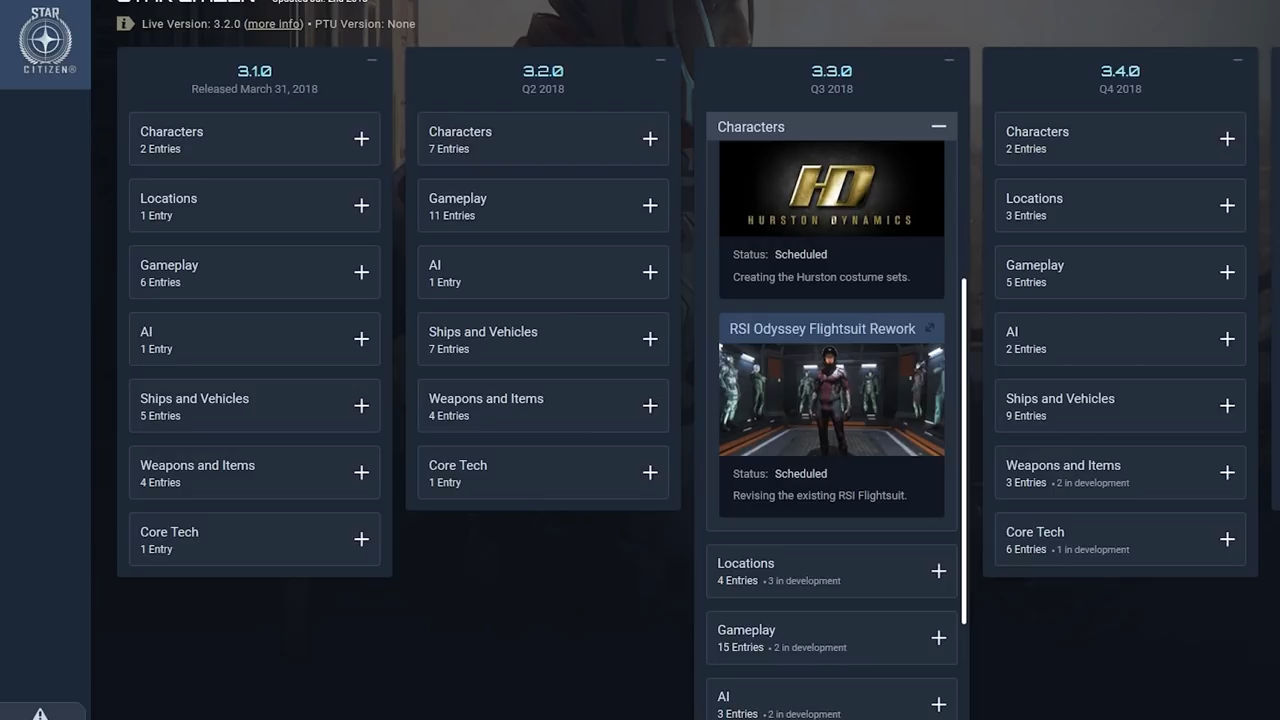 STAR
CITIZEN®
STAR CITIZEN Updated Jul. 2nd 2018
Live Version: 3.2.0 (more info) • PTU Version: None
3.1.0
Released March 31, 2018
Characters
2 Entries
Locations
1 Entry
Gameplay
6 Entries
AI
1 Entry
Ships and Vehicles
5 Entries
Weapons and Items
4 Entries
Core Tech
1 Entry
3.2.0
Q2 2018
Characters
7 Entries
Gameplay
11 Entries
AI
1 Entry
Ships and Vehicles
7 Entries
Weapons and Items
4 Entries
Core Tech
1 Entry
3.3.0
Q3 2018
Characters
HD
HURSTON DYNAMICS
Status: Scheduled
Creating the Hurston costume sets.
RSI Odyssey Flightsuit Rework
Status: Scheduled
Revising the existing RSI Flightsuit.
Locations
4 Entries • 3 in development
Gameplay
15 Entries • 2 in development
AI
3 Entries • 2 in development
3.4.0
Q4 2018
Characters
2 Entries
Locations
3 Entries
Gameplay
5 Entries
AI
2 Entries
Ships and Vehicles
9 Entries
Weapons and Items
3 Entries • 2 in development
Core Tech
6 Entries • 1 in development